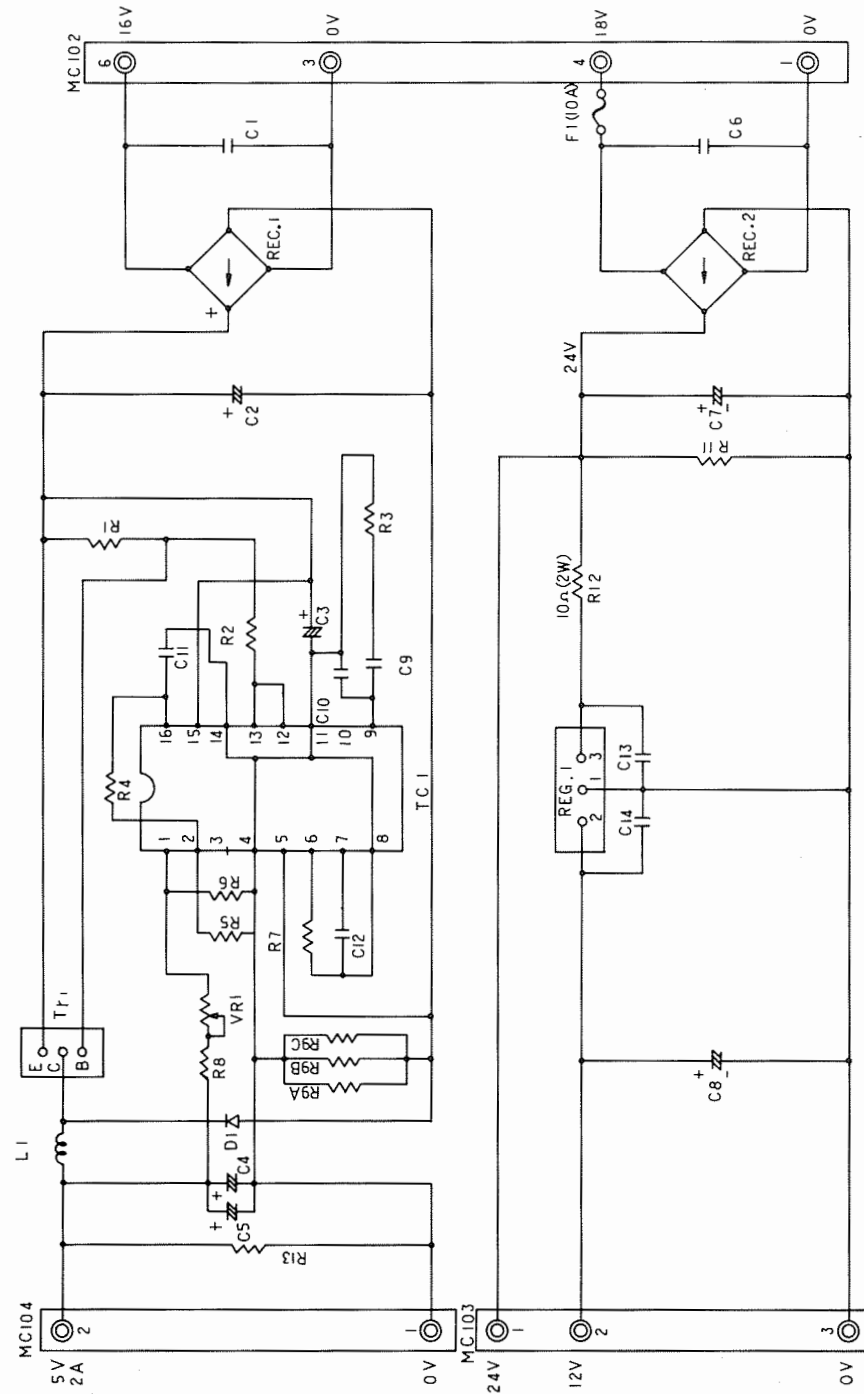 MC102
16V
6
0V
3
18V
4
0V
1
F1(10A)
C1
C6
REC.1
+
REC.2
24V
+
C2
+
C7
-
R11
R1
R3
10Ω(2W)
R12
R2
+
C3
C9
C10
C11
R4
16
15
14
13
12
11
10
9
TC1
1
2
3
4
5
6
7
8
REG.1
3
1
2
C13
C14
R6
R5
R7
C12
VR1
R8
Tr1
E
C
B
R9C
R9B
R9A
+
C8
-
L1
D1
+
C4
+
C5
R13
MC104
2
5V
2A
1
0V
MC103
1
24V
2
12V
3
0V